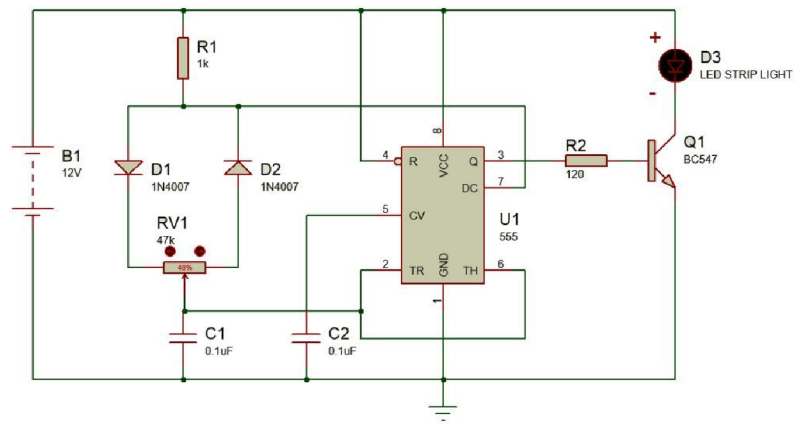 R1
1k
+
D3
LED STRIP LIGHT
-
B1
12V
D1
1N4007
D2
1N4007
4
R
8
VCC
Q
3
DC
7
R2
120
Q1
BC547
RV1
47k
5
CV
U1
555
2
TR
GND
TH
6
1
C1
0.1uF
C2
0.1uF